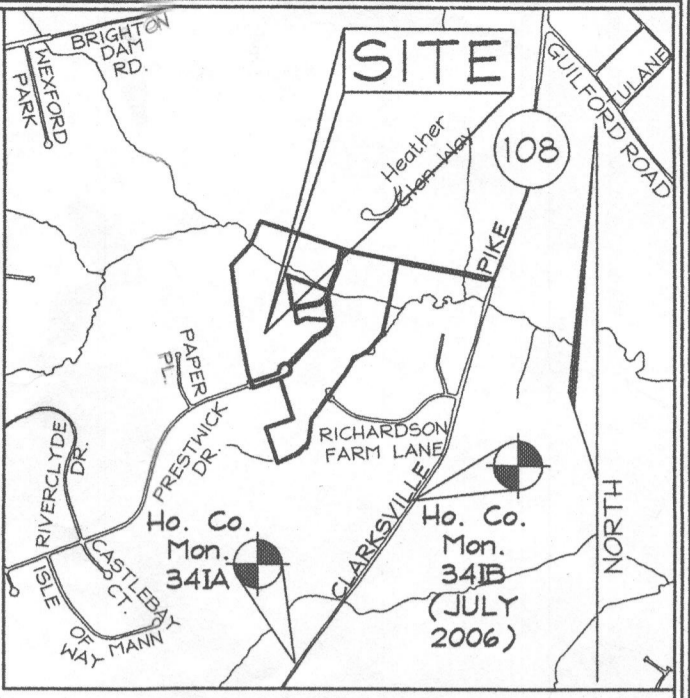 BRIGHTON
DAM
RD.
WEXFORD
PARK
SITE
Heather
Glen Way
108
GUILFORD ROAD
TULANE
PIKE
PAPER
PL.
PRESTWICK
DR.
RICHARDSON
FARM LANE
RIVERCLYDE
DR.
CASTLEBAY
CT.
ISLE
OF
MANN
WAY
Ho. Co.
Mon.
34IA
CLARKSVILLE
Ho. Co.
Mon.
34IB
(JULY
2006)
NORTH